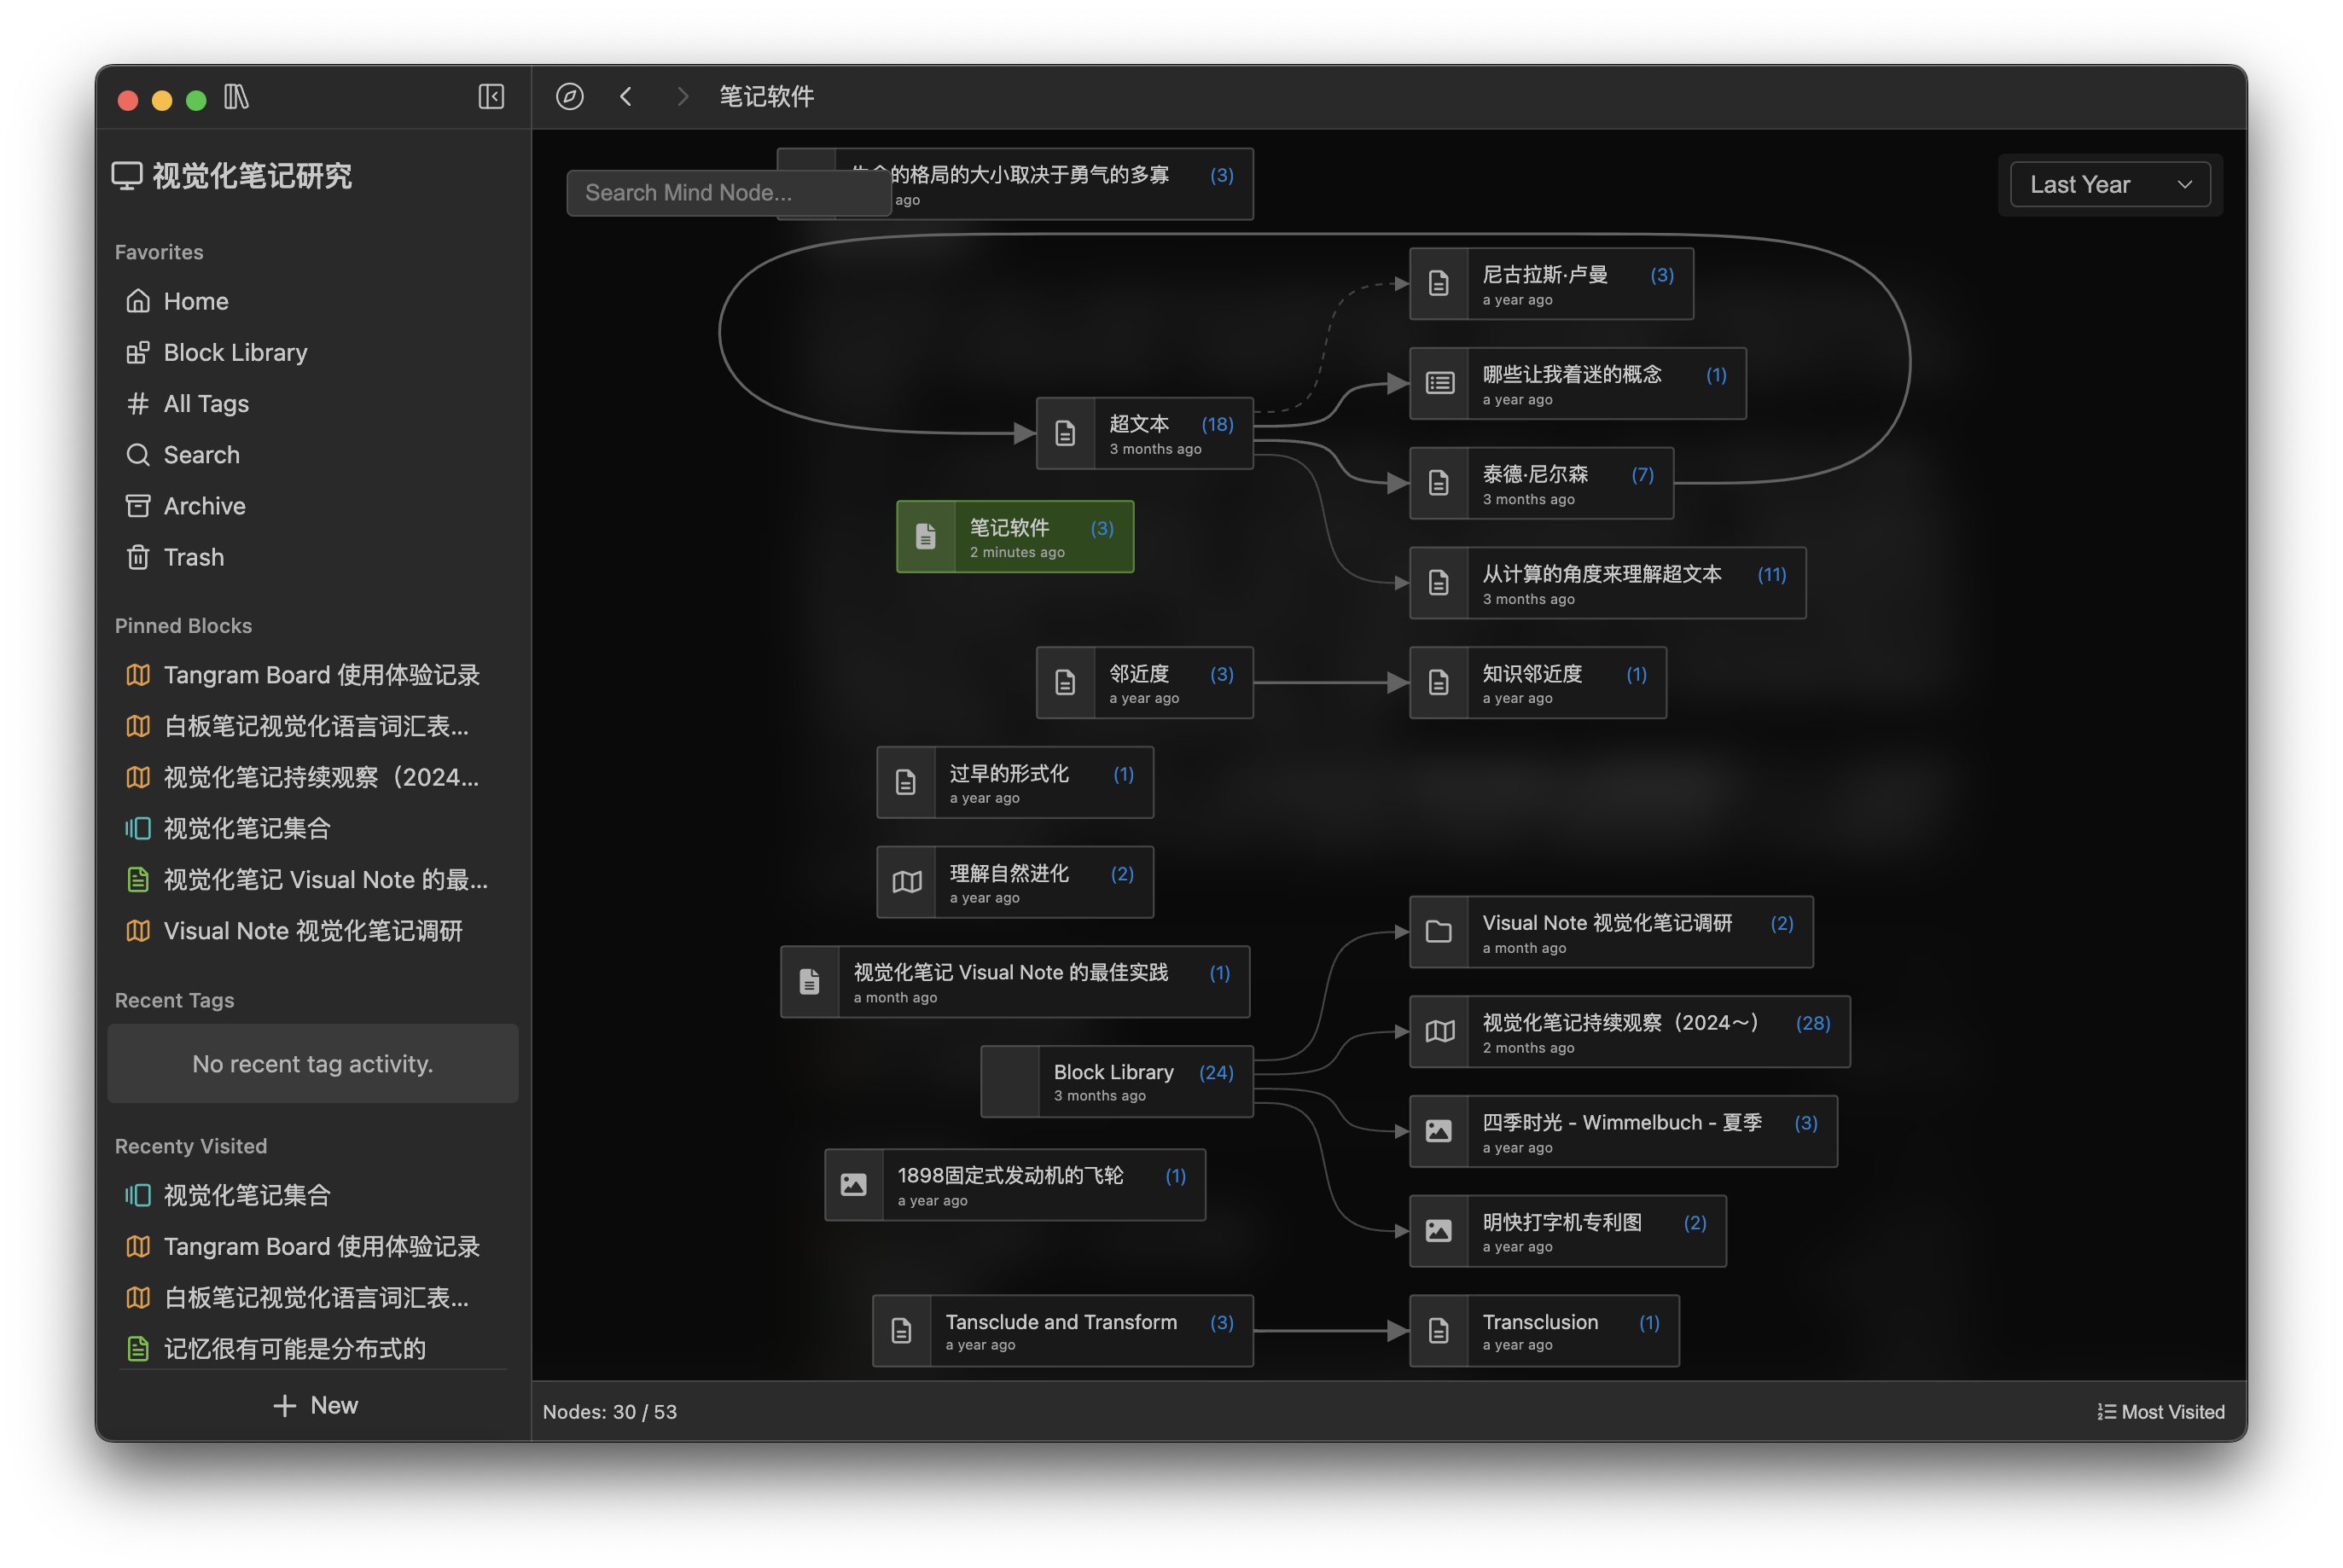 视觉化笔记研究
Favorites
Home
Block Library
All Tags
Search
Archive
Trash
Pinned Blocks
Tangram Board 使用体验记录
白板笔记视觉化语言词汇表...
视觉化笔记持续观察（2024...
视觉化笔记集合
视觉化笔记 Visual Note 的最...
Visual Note 视觉化笔记调研
Recent Tags
No recent tag activity.
Recenty Visited
视觉化笔记集合
Tangram Board 使用体验记录
白板笔记视觉化语言词汇表...
记忆很有可能是分布式的
New
笔记软件
Search Mind Node...
的格局的大小取决于勇气的多寡 (3)
ago
Last Year
尼古拉斯·卢曼 (3)
a year ago
哪些让我着迷的概念 (1)
a year ago
超文本 (18)
3 months ago
泰德·尼尔森 (7)
3 months ago
笔记软件 (3)
2 minutes ago
从计算的角度来理解超文本 (11)
3 months ago
邻近度 (3)
a year ago
知识邻近度 (1)
a year ago
过早的形式化 (1)
a year ago
理解自然进化 (2)
a year ago
Visual Note 视觉化笔记调研 (2)
a month ago
视觉化笔记 Visual Note 的最佳实践 (1)
a month ago
视觉化笔记持续观察（2024～） (28)
2 months ago
Block Library (24)
3 months ago
四季时光 - Wimmelbuch - 夏季 (3)
a year ago
1898固定式发动机的飞轮 (1)
a year ago
明快打字机专利图 (2)
a year ago
Tansclude and Transform (3)
a year ago
Transclusion (1)
a year ago
Nodes: 30 / 53
Most Visited